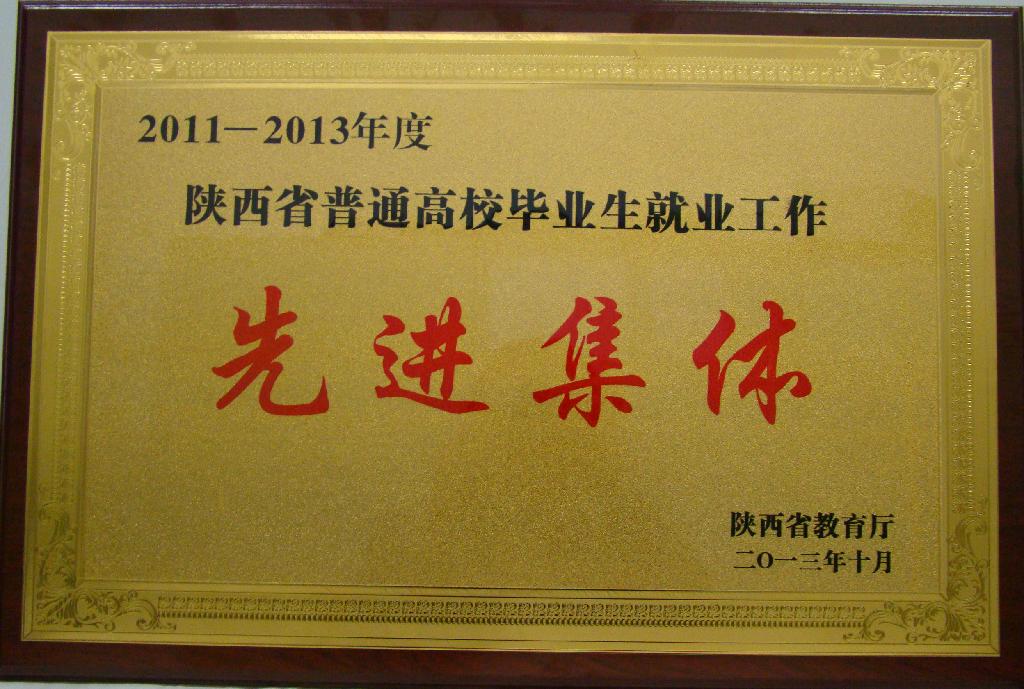 2011－2013年度
陕西省普通高校毕业生就业工作
先进集体
陕西省教育厅
二〇一三年十月